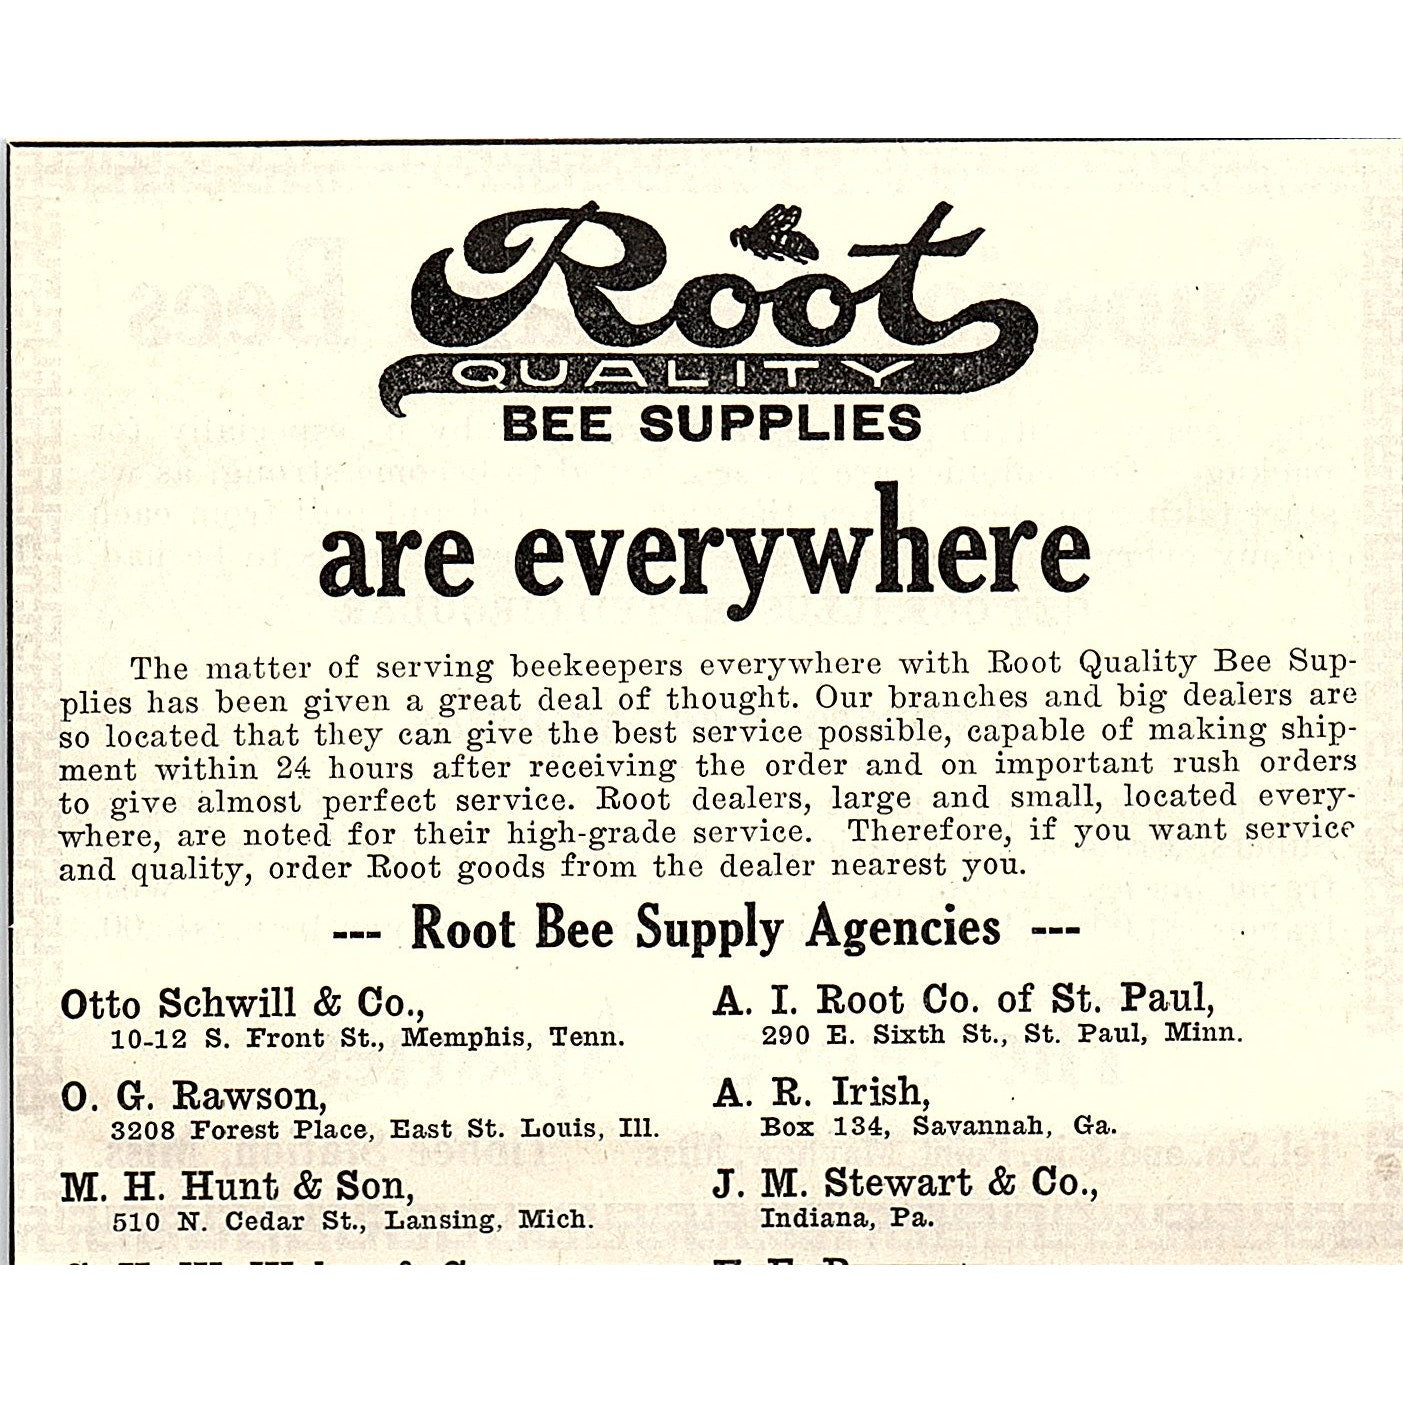 Root
QUALITY
BEE SUPPLIES
are everywhere
The matter of serving beekeepers everywhere with Root Quality Bee Sup-
plies has been given a great deal of thought. Our branches and big dealers are
so located that they can give the best service possible, capable of making ship-
ment within 24 hours after receiving the order and on important rush orders
to give almost perfect service. Root dealers, large and small, located every-
where, are noted for their high-grade service. Therefore, if you want service
and quality, order Root goods from the dealer nearest you.
--- Root Bee Supply Agencies ---
Otto Schwill & Co.,
10-12 S. Front St., Memphis, Tenn.
O. G. Rawson,
3208 Forest Place, East St. Louis, Ill.
M. H. Hunt & Son,
510 N. Cedar St., Lansing, Mich.
A. I. Root Co. of St. Paul,
290 E. Sixth St., St. Paul, Minn.
A. R. Irish,
Box 134, Savannah, Ga.
J. M. Stewart & Co.,
Indiana, Pa.